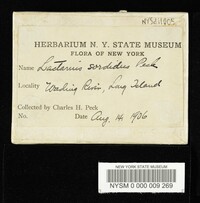 HERBARIUM N. Y. STATE MUSEUM
FLORA OF NEW YORK
Name Lactarius sordidus Peck
Locality Wading River, Long Island
Collected by Charles H. Peck
No. Date Aug. 14, 1906
NEW YORK STATE MUSEUM
NYSM 0 000 009 269